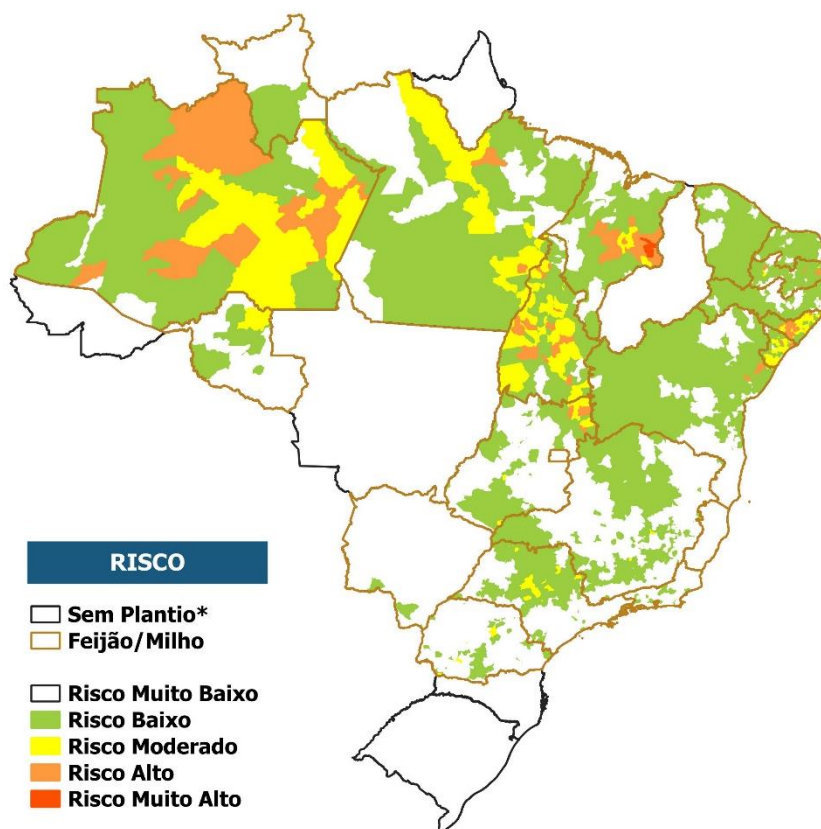 RISCO
Sem Plantio*
Feijão/Milho
Risco Muito Baixo
Risco Baixo
Risco Moderado
Risco Alto
Risco Muito Alto